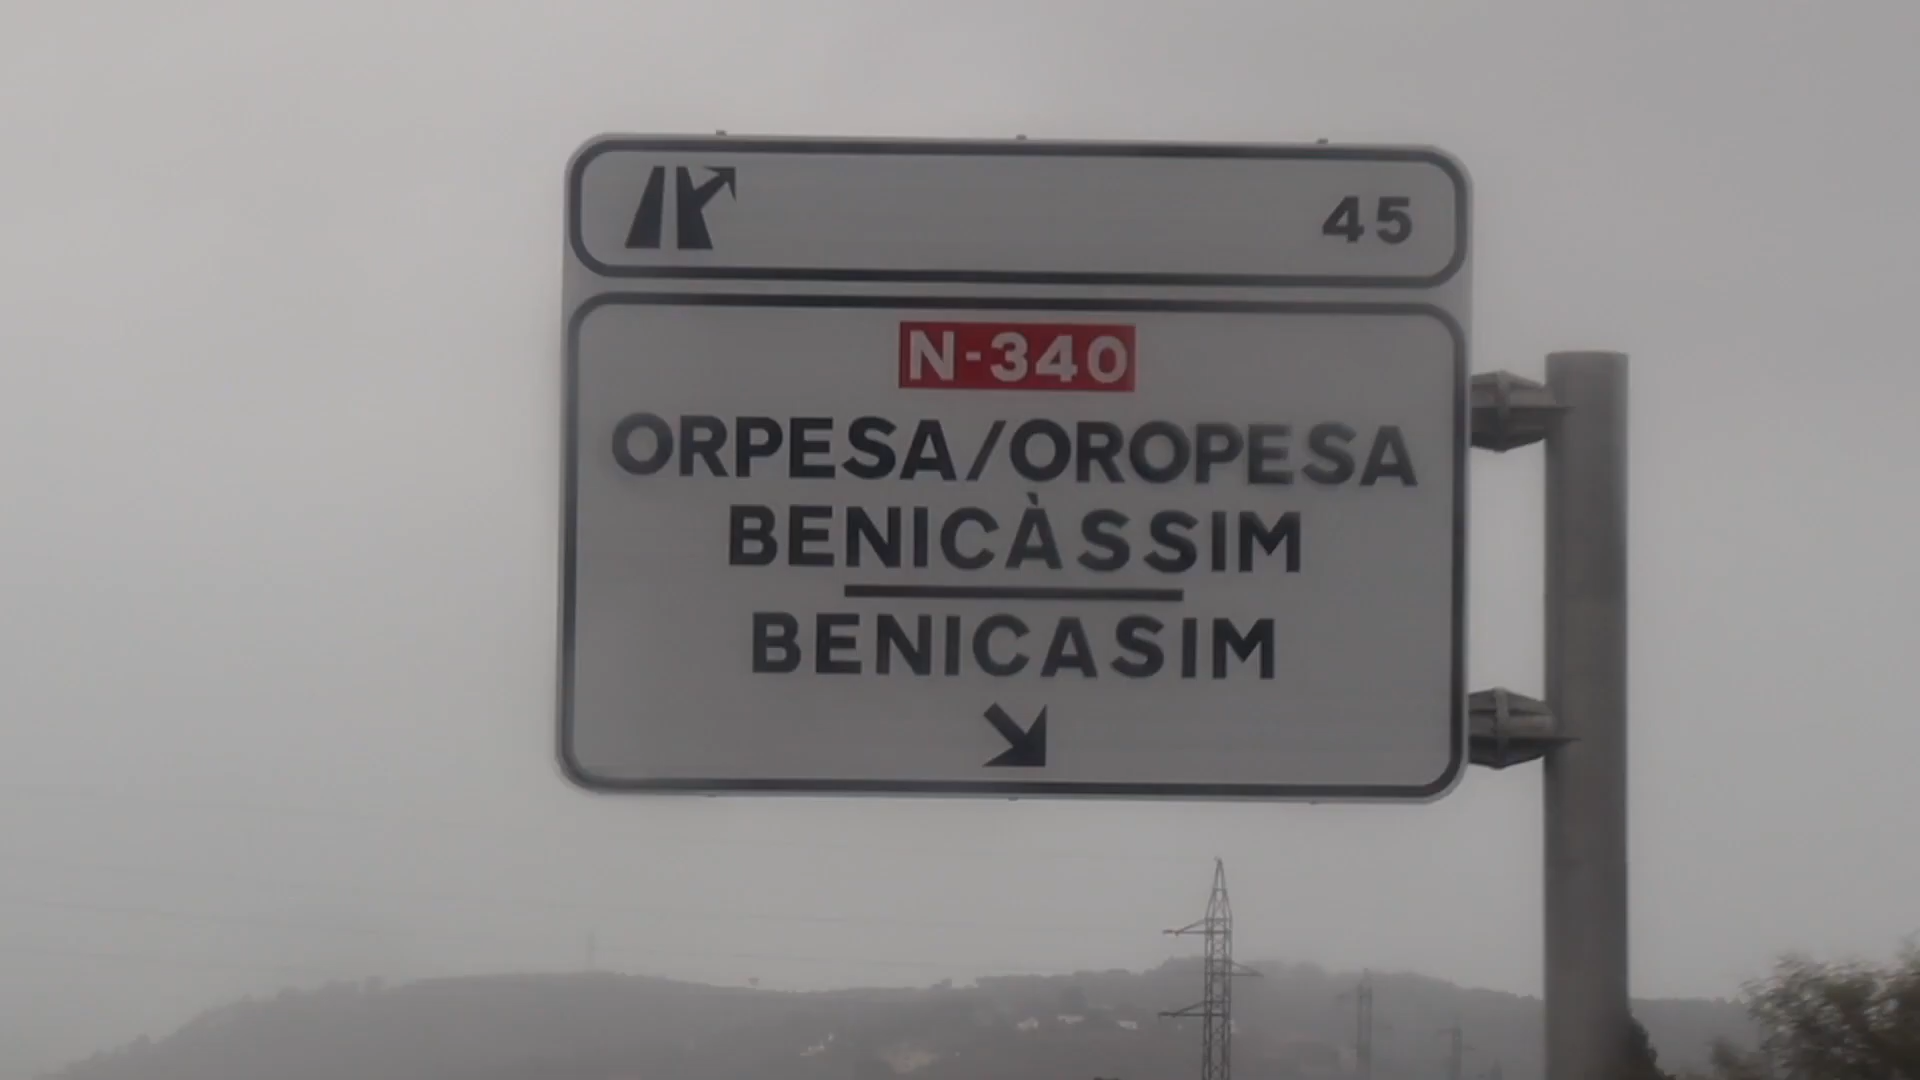 45
N-340
ORPESA/OROPESA
BENICÀSSIM
BENICASIM